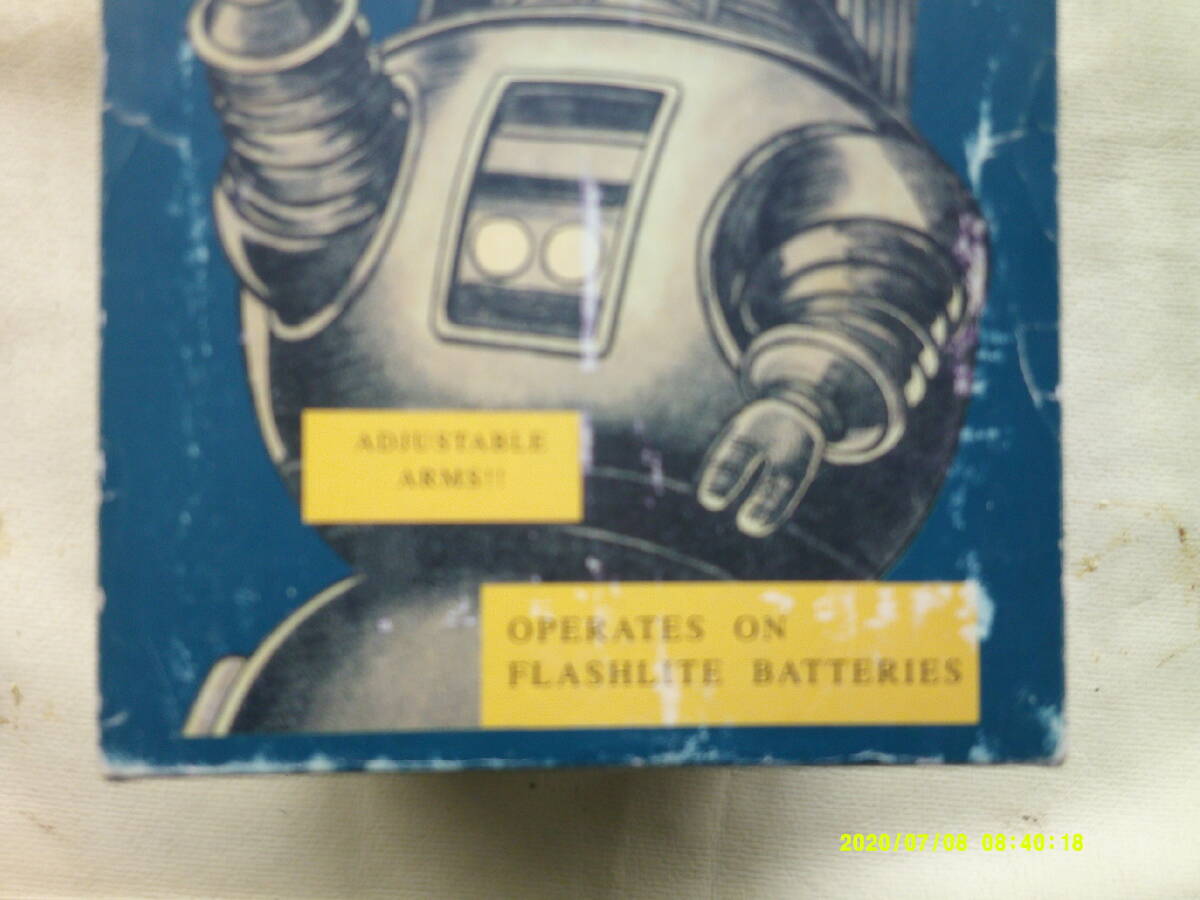 ADJUSTABLE
ARMS!!
OPERATES ON
FLASHLITE BATTERIES
2020/07/08 08:40:18